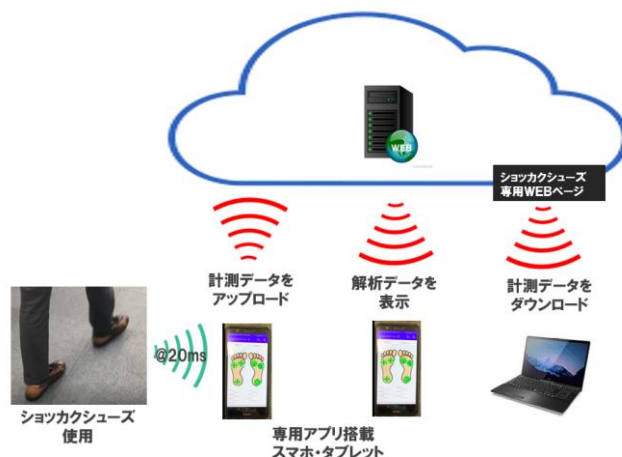 WEB
ショッカクシューズ
専用WEBページ
計測データを
アップロード
解析データを
表示
計測データを
ダウンロード
@20ms
ショッカクシューズ
使用
専用アプリ搭載
スマホ・タブレット